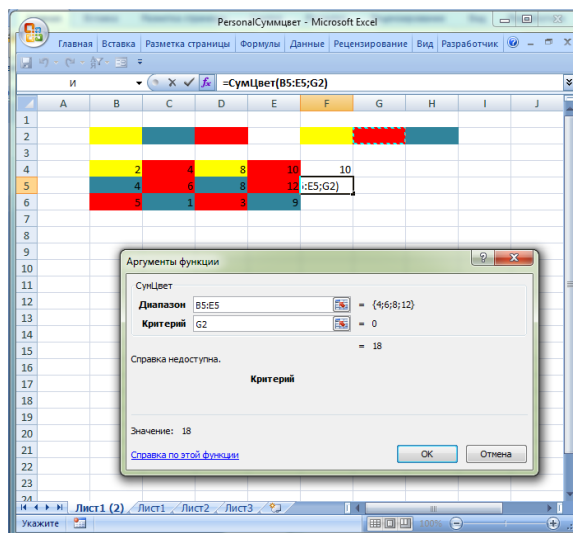 PersonalСуммцвет - Microsoft Excel
Главная Вставка Разметка страницы Формулы Данные Рецензирование Вид Разработчик
И =СумЦвет(B5:E5;G2)
A B C D E F G H I J
1
2
3
4 2 4 8 10 10
5 4 6 8 12 :E5;G2)
6 5 1 3 9
7
8
9
10
11
12
13
14
15
16
17
18
19
20
21
22
23
24
Аргументы функции
СумЦвет
Диапазон B5:E5 = {4;6;8;12}
Критерий G2 = 0
= 18
Справка недоступна.
Критерий
Значение: 18
Справка по этой функции ОК Отмена
Лист1 (2) Лист1 Лист2 Лист3
Укажите 100%